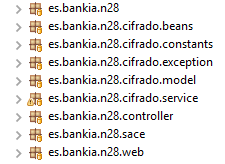 es.bankia.n28
es.bankia.n28.cifrado.beans
es.bankia.n28.cifrado.constants
es.bankia.n28.cifrado.exception
es.bankia.n28.cifrado.model
es.bankia.n28.cifrado.service
es.bankia.n28.controller
es.bankia.n28.sace
es.bankia.n28.web